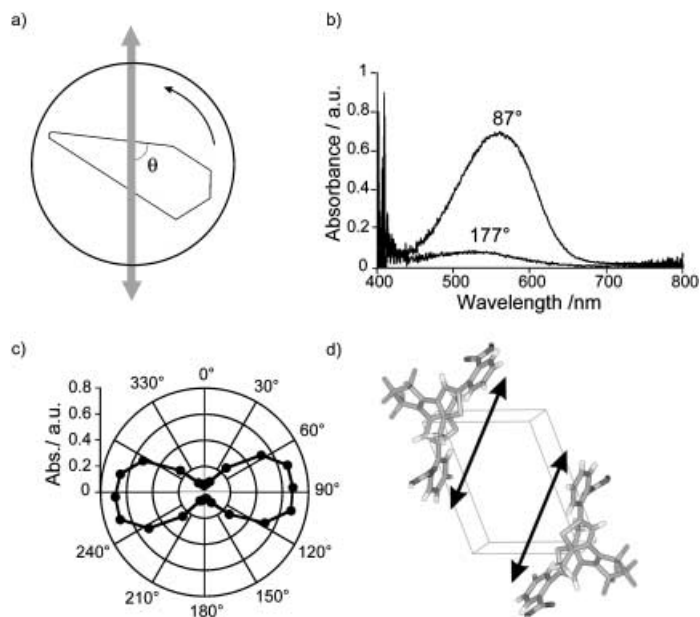 a)
θ
b)
Absorbance / a.u.
1
0.8
0.6
0.4
0.2
0
87°
177°
400 500 600 700 800
Wavelength /nm
c)
Abs./ a.u.
0.8
0.6
0.4
0.2
0
0°
330° 30°
60°
90°
240° 120°
210° 150°
180°
d)